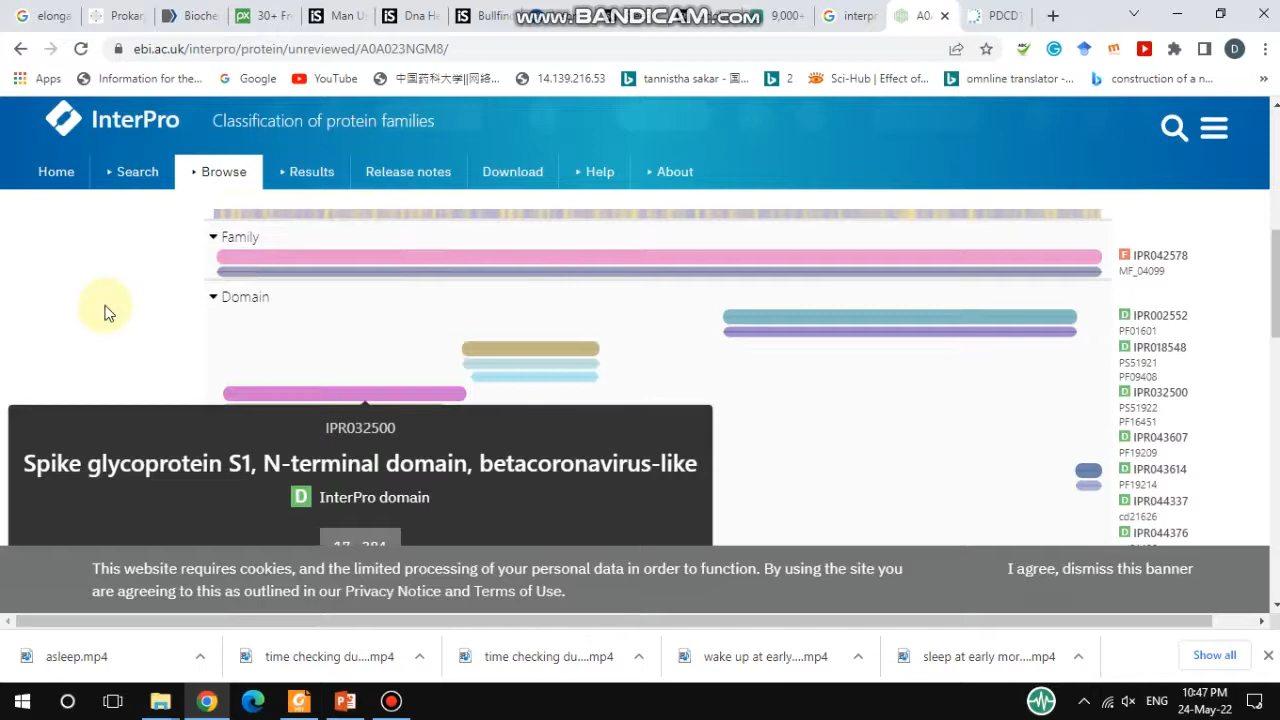 elonga
Prokar
Bioche
30+ Fr
Man U
Dna H
Bullfin
www.BANDICAM.com
9,000+
interp
A0A
PDCD
ebi.ac.uk/interpro/protein/unreviewed/A0A023NGM8/
D
Apps
Information for the...
Google
YouTube
中国药科大学||网络...
14.139.216.53
tannistha sakar - 国...
2
Sci-Hub | Effect of...
omnline translator -...
construction of a n...
»
InterPro
Classification of protein families
Home
Search
Browse
Results
Release notes
Download
Help
About
Family
F IPR042578
MF_04099
Domain
D IPR002552
PF01601
D IPR018548
PS51921
PF09408
D IPR032500
PS51922
PF16451
D IPR043607
PF19209
D IPR043614
PF19214
D IPR044337
cd21626
D IPR044376
IPR032500
Spike glycoprotein S1, N-terminal domain, betacoronavirus-like
D InterPro domain
This website requires cookies, and the limited processing of your personal data in order to function. By using the site you
are agreeing to this as outlined in our Privacy Notice and Terms of Use.
I agree, dismiss this banner
asleep.mp4
time checking du....mp4
time checking du....mp4
wake up at early....mp4
sleep at early mor....mp4
Show all
ENG
10:47 PM
24-May-22